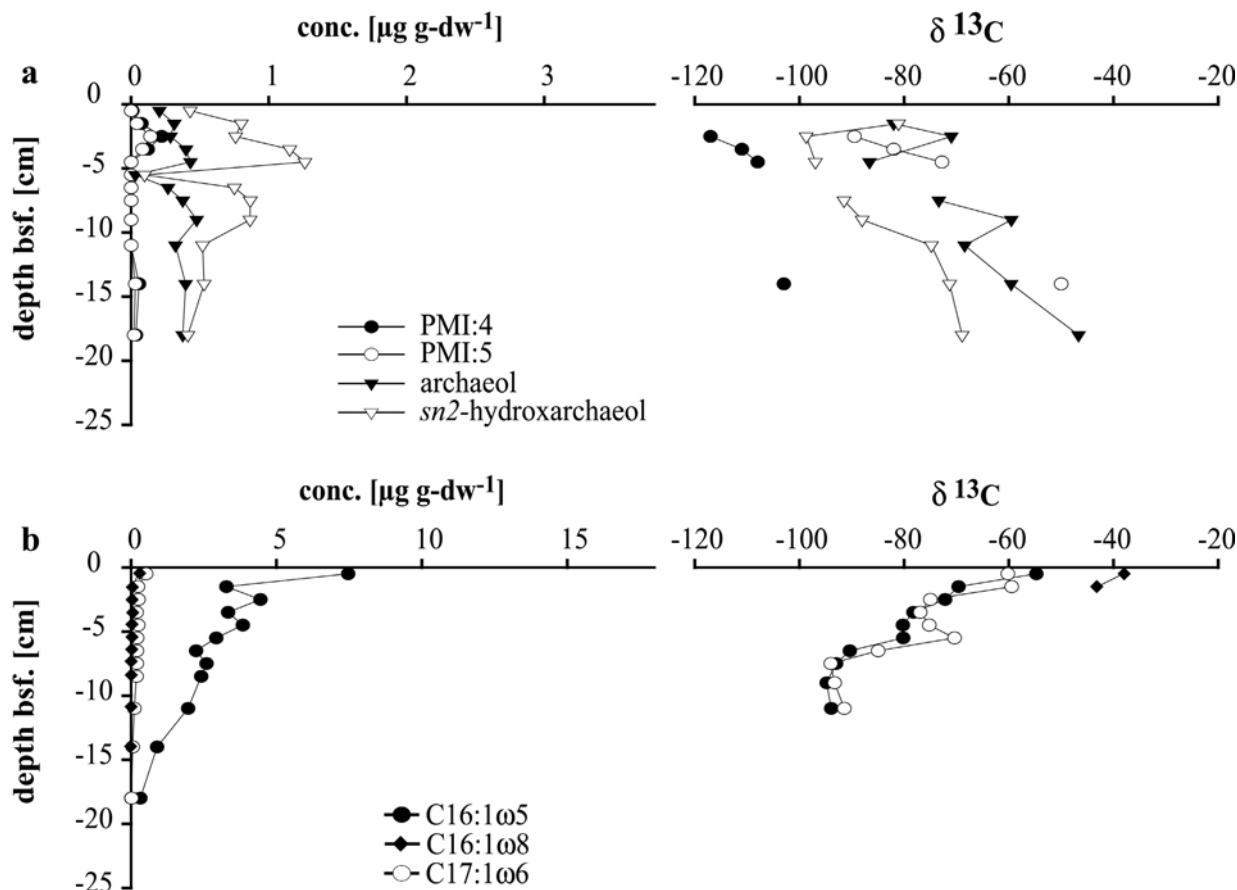 conc. [µg g-dw-1] δ 13C
a 0 1 2 3 -120 -100 -80 -60 -40 -20
0
-5
-10
-15
-20
-25
depth bsf. [cm]
PMI:4
PMI:5
archaeol
sn2-hydroxarchaeol
conc. [µg g-dw-1] δ 13C
b 0 5 10 15 -120 -100 -80 -60 -40 -20
0
-5
-10
-15
-20
-25
depth bsf. [cm]
C16:1ω5
C16:1ω8
C17:1ω6